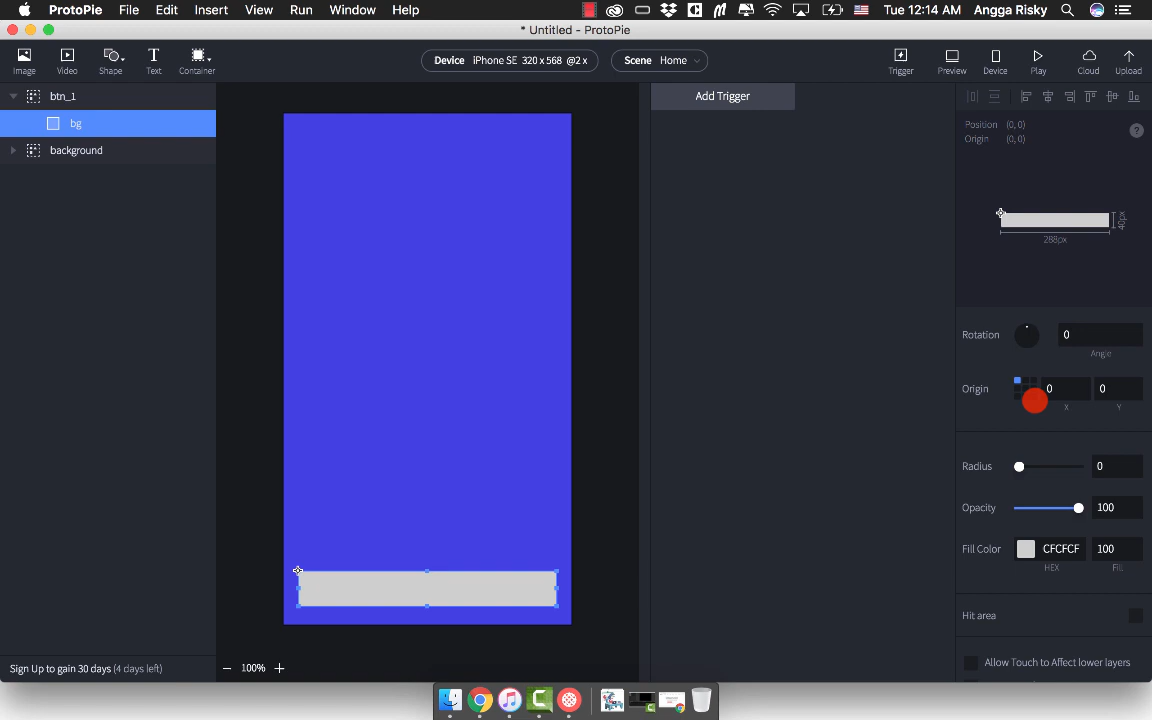 ProtoPie File Edit Insert View Run Window Help Tue 12:14 AM Angga Risky
* Untitled - ProtoPie
Image Video Shape Text Container
Device iPhone SE 320 x 568 @2 x
Scene Home
Trigger Preview Device Play Cloud Upload
btn_1
bg
background
Add Trigger
Position (0, 0)
Origin (0, 0)
?
40px
288px
Rotation 0
Angle
Origin 0 0
X Y
Radius 0
Opacity 100
Fill Color CFCFCF 100
HEX Fill
Hit area
Allow Touch to Affect lower layers
Sign Up to gain 30 days (4 days left)
100%